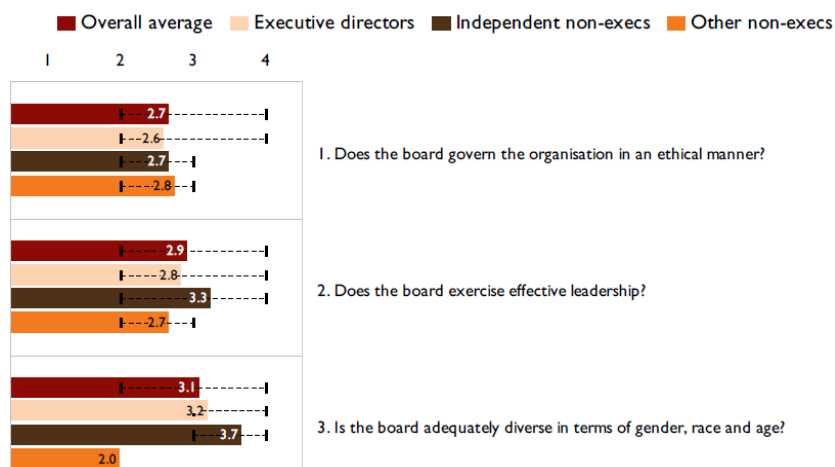 Overall average Executive directors Independent non-execs Other non-execs
1 2 3 4
2.7
2.6
2.7
2.8
1. Does the board govern the organisation in an ethical manner?
2.9
2.8
3.3
2.7
2. Does the board exercise effective leadership?
3.1
3.2
3.7
2.0
3. Is the board adequately diverse in terms of gender, race and age?